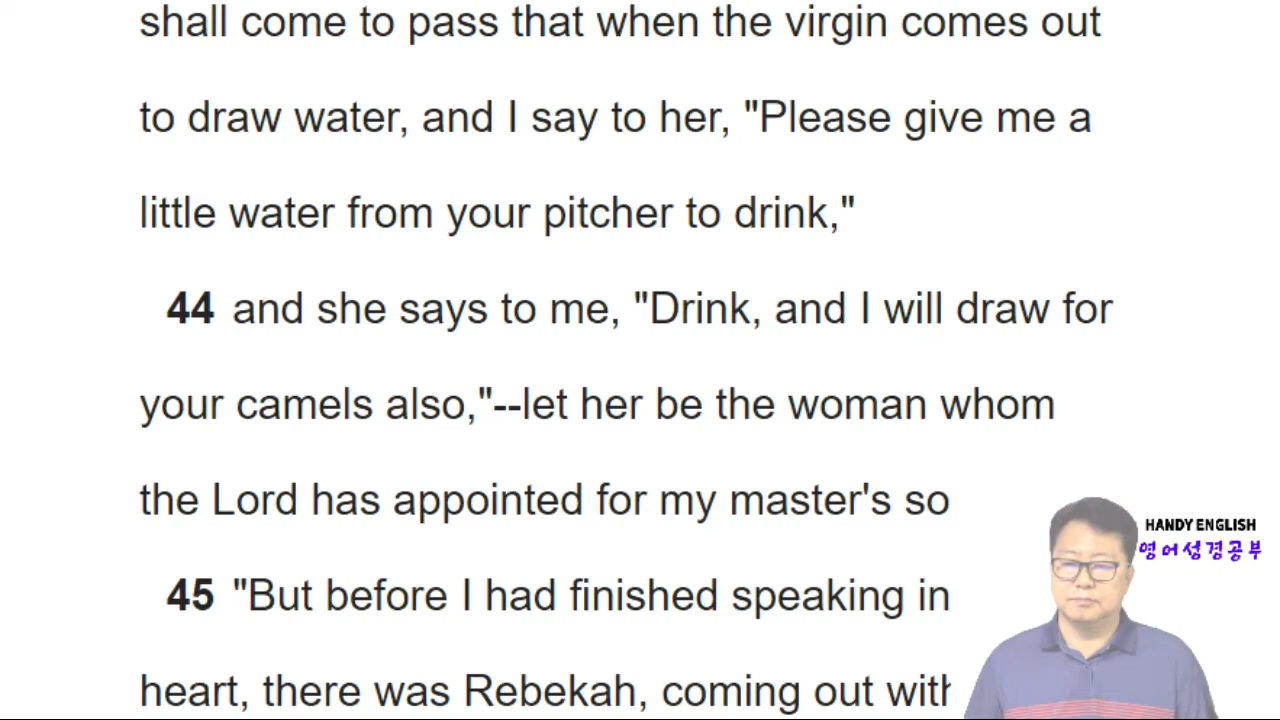 shall come to pass that when the virgin comes out
to draw water, and I say to her, "Please give me a
little water from your pitcher to drink,"
44 and she says to me, "Drink, and I will draw for
your camels also,"--let her be the woman whom
the Lord has appointed for my master's so
45 "But before I had finished speaking in
heart, there was Rebekah, coming out with
HANDY ENGLISH
영어성경공부